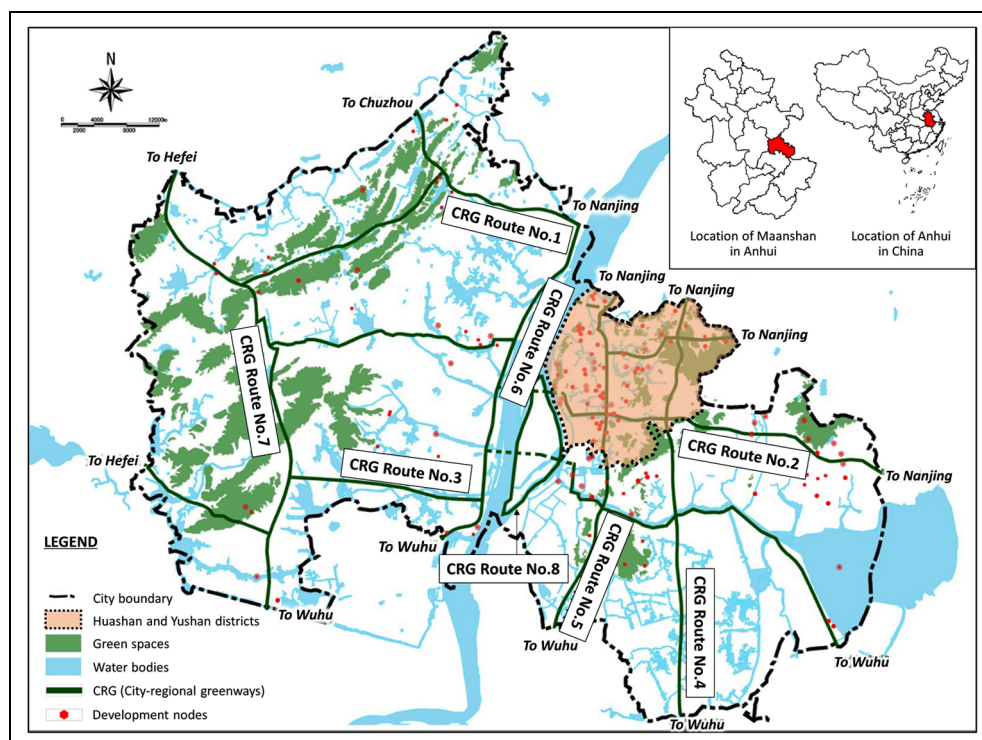 N
0 2000 4000 8000 12000m
To Chuzhou
To Hefei
To Nanjing
CRG Route No.1
To Nanjing
To Nanjing
To Nanjing
CRG Route No.6
CRG Route No.7
To Hefei
CRG Route No.3
CRG Route No.2
To Nanjing
To Wuhu
CRG Route No.8
CRG Route No.5
CRG Route No.4
To Wuhu
To Wuhu
To Wuhu
To Wuhu
Location of Maanshan
in Anhui
Location of Anhui
in China
LEGEND
City boundary
Huashan and Yushan districts
Green spaces
Water bodies
CRG (City-regional greenways)
Development nodes